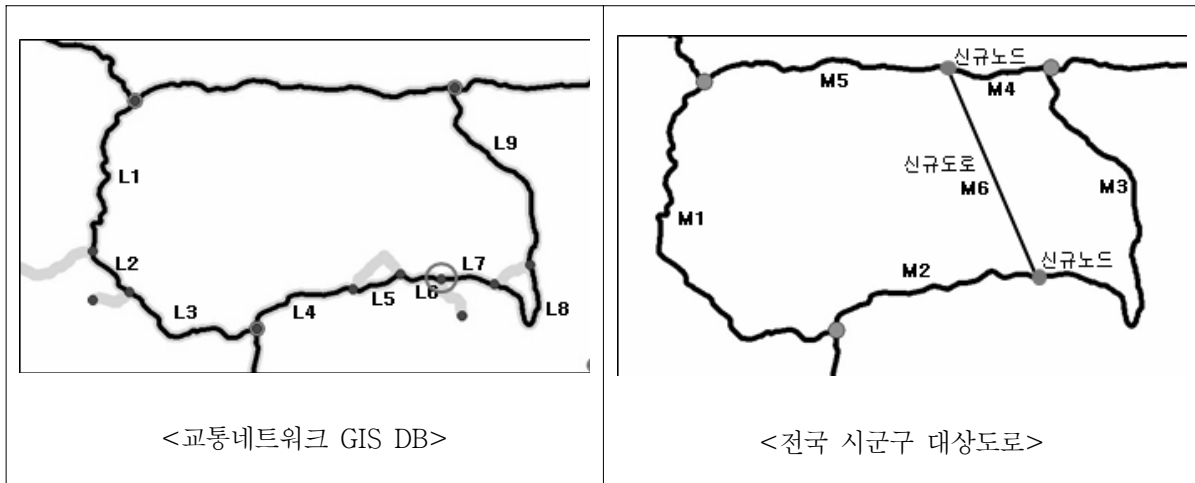 L1
L2
L3
L4
L5
L6
L7
L8
L9
<교통네트워크 GIS DB>
신규노드
M5
M4
신규도로
M6
M3
M1
M2
신규노드
<전국 시군구 대상도로>